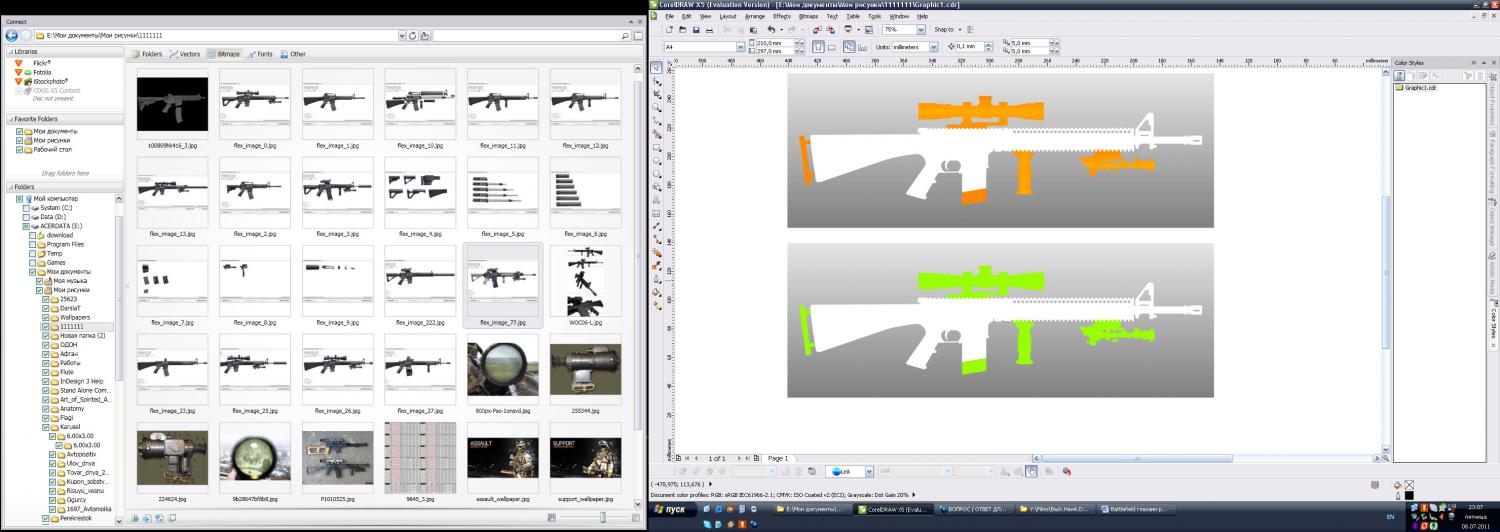 Connect
E:\Мои документы\Мои рисунки\1111111
Libraries
Flickr®
Fotolia
iStockphoto®
CDGS X5 Content
Disc not present
Favorite Folders
Мои документы
Мои рисунки
Рабочий стол
Drag folders here
Folders
Мой компьютер
System (C:)
Data (D:)
ACERDATA (E:)
download
Program Files
Temp
Games
Мои документы
Моя музыка
Мои рисунки
25623
DanilaT
Wallpapers
1111111
Новая папка (2)
ОДОН
Афган
Работы
Flute
InDesign 3 Help
Stand Alone Com...
Art_of_Spirited_A...
Anatomy
Flagi
Karusel
6.00x3.00
6.00x3.00
Avtopozitiv
Ulov_dnya
Tovar_dnya_2...
Kupon_sobstv...
Risuyu_vesnu
Ogurcy
1697_Avtomoika
Perekrestok
Folders Vectors Bitmaps Fonts Other
100809hk416_3.jpg flex_image_0.jpg flex_image_1.jpg flex_image_10.jpg flex_image_11.jpg flex_image_12.jpg
flex_image_13.jpg flex_image_2.jpg flex_image_3.jpg flex_image_4.jpg flex_image_5.jpg flex_image_6.jpg
flex_image_7.jpg flex_image_8.jpg flex_image_9.jpg flex_image_222.jpg flex_image_77.jpg WOC06-L.jpg
flex_image_23.jpg flex_image_25.jpg flex_image_26.jpg flex_image_27.jpg 800px-Pso-1onsvd.jpg 255344.jpg
ASSAULT SUPPORT
224624.jpg 9b28647fbf8b8.jpg P1010525.jpg 9645_3.jpg assault_wallpaper.jpg support_wallpaper.jpg
CorelDRAW X5 (Evaluation Version) - [E:\Мои документы\Мои рисунки\1111111\Graphic1.cdr]
File Edit View Layout Arrange Effects Bitmaps Text Table Tools Window Help
75% Snap to
A4 210,0 mm 297,0 mm Units: millimeters 0,1 mm 5,0 mm 5,0 mm
millimeters
Color Styles
Graphic1.cdr
Object Properties
Paragraph Formatting
Object Manager
Artistic Media
Color Styles
1 of 1 Page 1
Link
(-478,975; 113,676)
Document color profiles: RGB: sRGB IEC61966-2.1; CMYK: ISO Coated v2 (ECI); Grayscale: Dot Gain 20%
пуск
E:\Мои документы\...
CorelDRAW X5 (Evalu...
ВОПРОС / ОТВЕТ ДЛ...
Y:\Films\Back.Hawk.D...
Battlefield глазами р...
EN
23:07
пятница
08.07.2011